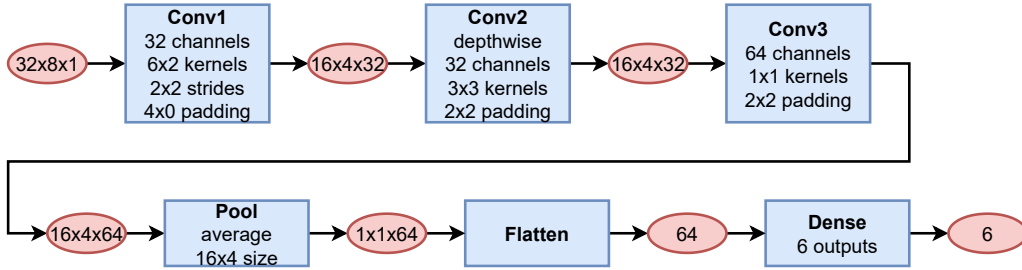 32x8x1
Conv1
32 channels
6x2 kernels
2x2 strides
4x0 padding
16x4x32
Conv2
depthwise
32 channels
3x3 kernels
2x2 padding
16x4x32
Conv3
64 channels
1x1 kernels
2x2 padding
16x4x64
Pool
average
16x4 size
1x1x64
Flatten
64
Dense
6 outputs
6